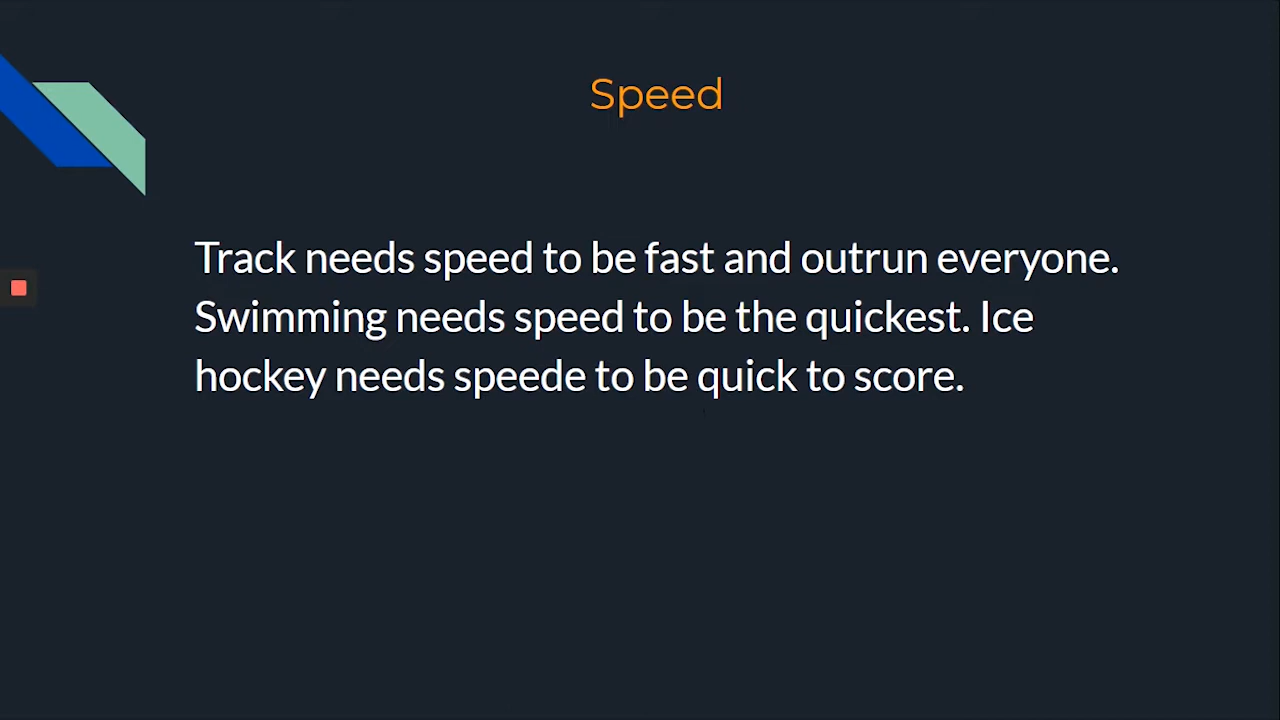 Speed
Track needs speed to be fast and outrun everyone.
Swimming needs speed to be the quickest. Ice
hockey needs speede to be quick to score.